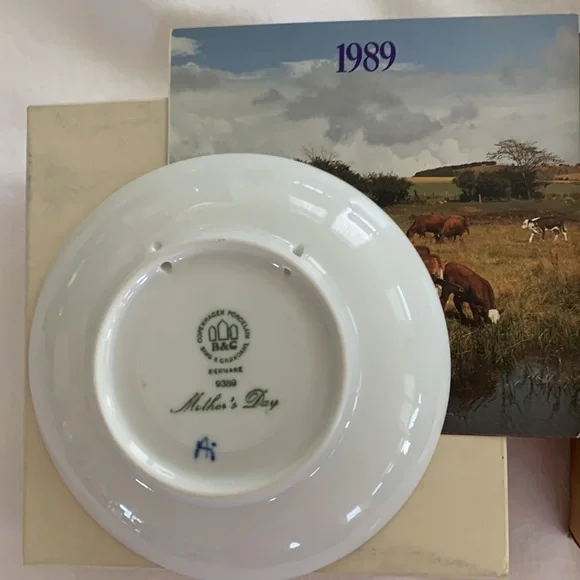 1989
COPENHAGEN PORCELAIN
B&G
BING & GRØNDAHL
DENMARK
9389
Mother's Day